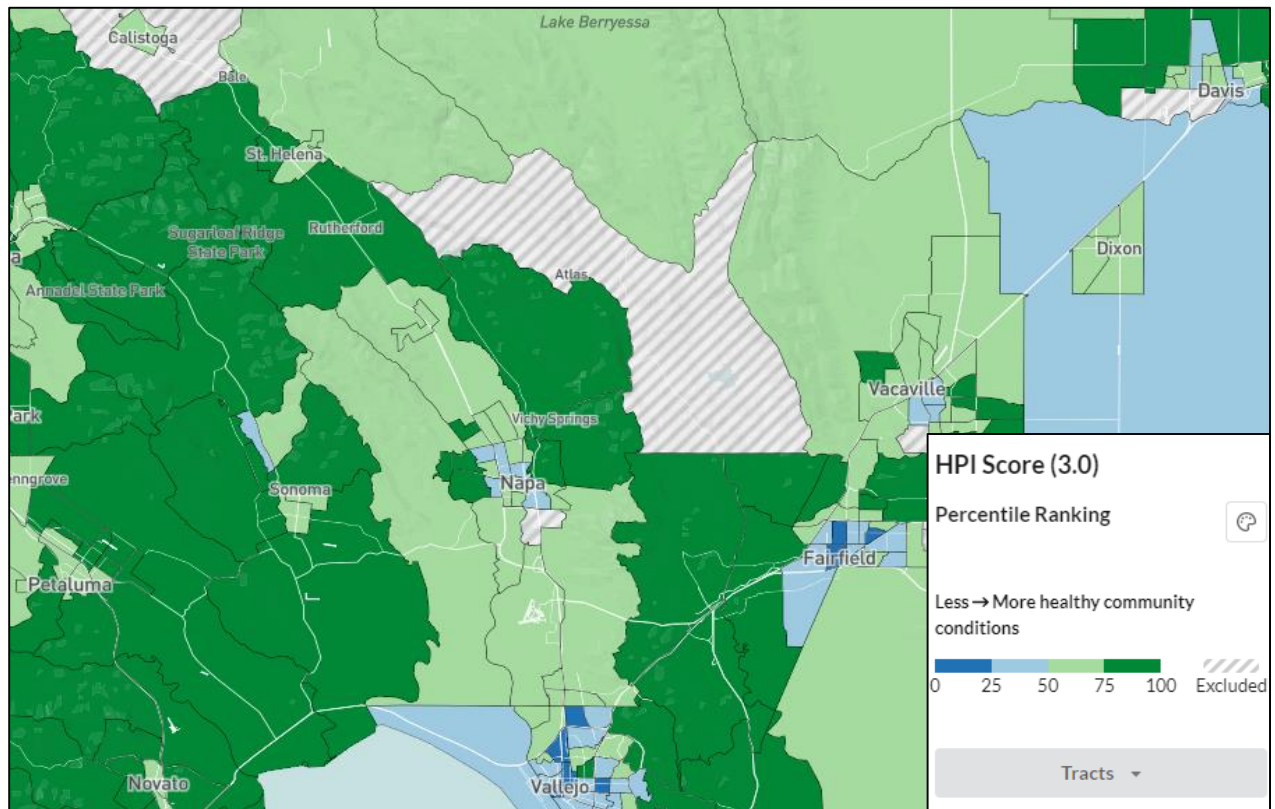 Lake Berryessa
Calistoga
Bale
Davis
St. Helena
Rutherford
Sugarloaf Ridge
State Park
Dixon
a
Atlas
Annadel State Park
Vacaville
Park
Vichy Springs
enngrove
Napa
Sonoma
Fairfield
Petaluma
Novato
Vallejo
HPI Score (3.0)
Percentile Ranking
Less → More healthy community
conditions
0 25 50 75 100 Excluded
Tracts